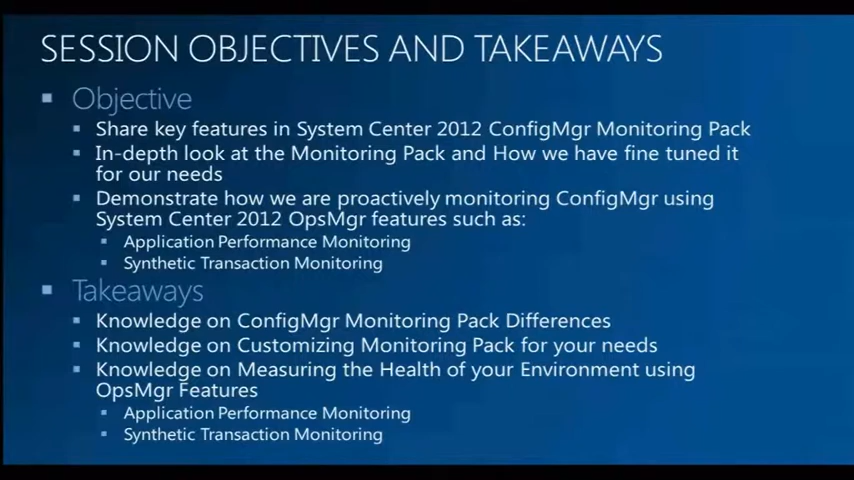 SESSION OBJECTIVES AND TAKEAWAYS
Objective
Share key features in System Center 2012 ConfigMgr Monitoring Pack
In-depth look at the Monitoring Pack and How we have fine tuned it
for our needs
Demonstrate how we are proactively monitoring ConfigMgr using
System Center 2012 OpsMgr features such as:
Application Performance Monitoring
Synthetic Transaction Monitoring
Takeaways
Knowledge on ConfigMgr Monitoring Pack Differences
Knowledge on Customizing Monitoring Pack for your needs
Knowledge on Measuring the Health of your Environment using
OpsMgr Features
Application Performance Monitoring
Synthetic Transaction Monitoring